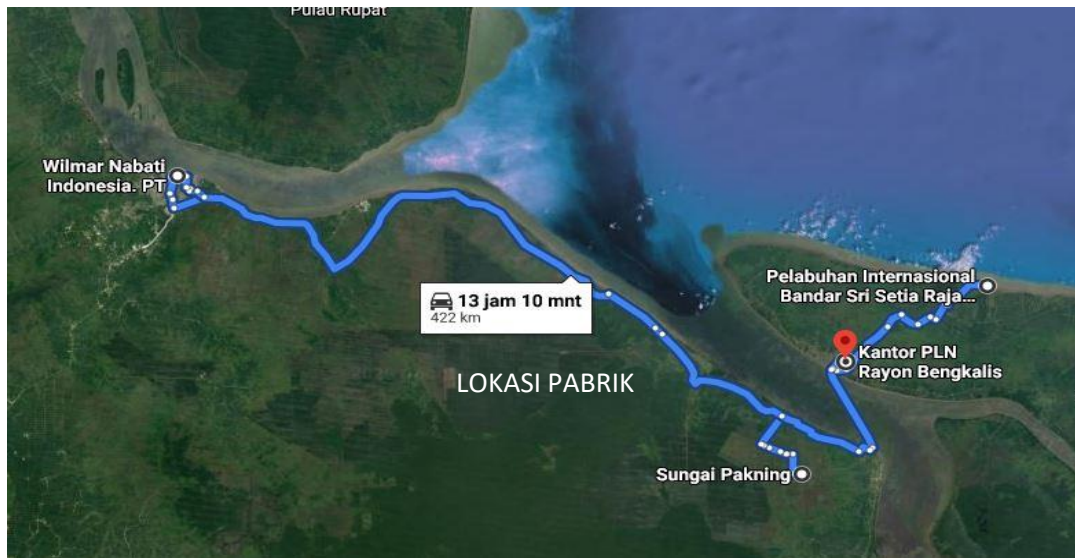 Pulau Rupat
Wilmar Nabati
Indonesia. PT
Pelabuhan Internasional
Bandar Sri Setia Raja...
13 jam 10 mnt
422 km
Kantor PLN
Rayon Bengkalis
LOKASI PABRIK
Sungai Pakning